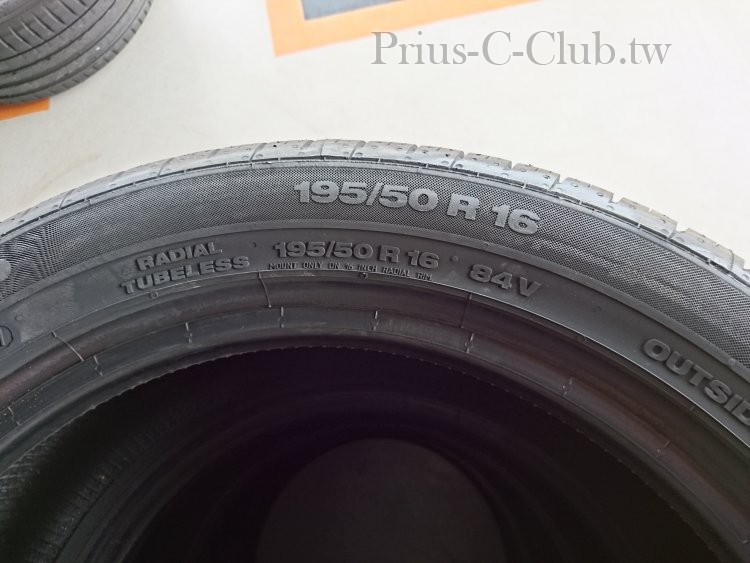 Prius-C-Club.tw
195/50 R 16
RADIAL
TUBELESS
195/50 R 16 84V
MOUNT ONLY ON 16 INCH RADIAL RIM
OUTSID